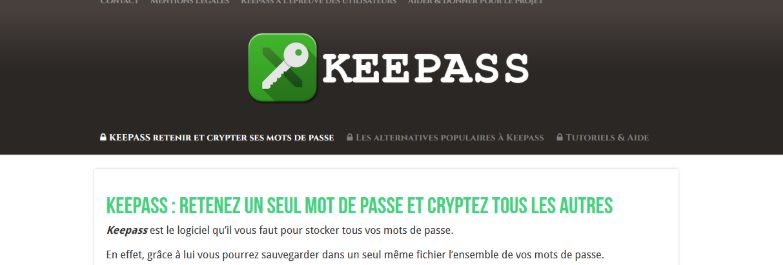 Contact Mentions légales Keepass à l'épreuve des utilisateurs Aider & Donner pour le projet
KEEPASS
KEEPASS retenir et crypter ses mots de passe Les alternatives populaires à Keepass Tutoriels & Aide
KEEPASS : RETENEZ UN SEUL MOT DE PASSE ET CRYPTEZ TOUS LES AUTRES
Keepass est le logiciel qu'il vous faut pour stocker tous vos mots de passe.
En effet, grâce à lui vous pourrez sauvegarder dans un seul même fichier l'ensemble de vos mots de passe.